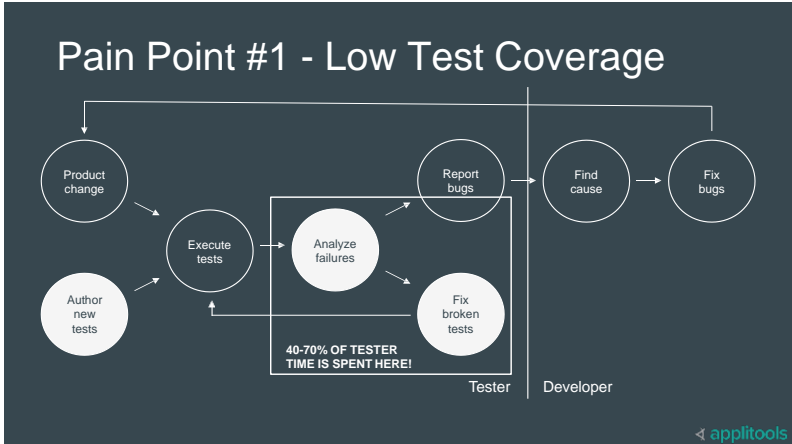 Pain Point #1 - Low Test Coverage
Product
change
Report
bugs
Find
cause
Fix
bugs
Execute
tests
Analyze
failures
Author
new
tests
Fix
broken
tests
40-70% OF TESTER
TIME IS SPENT HERE!
Tester
Developer
applitools